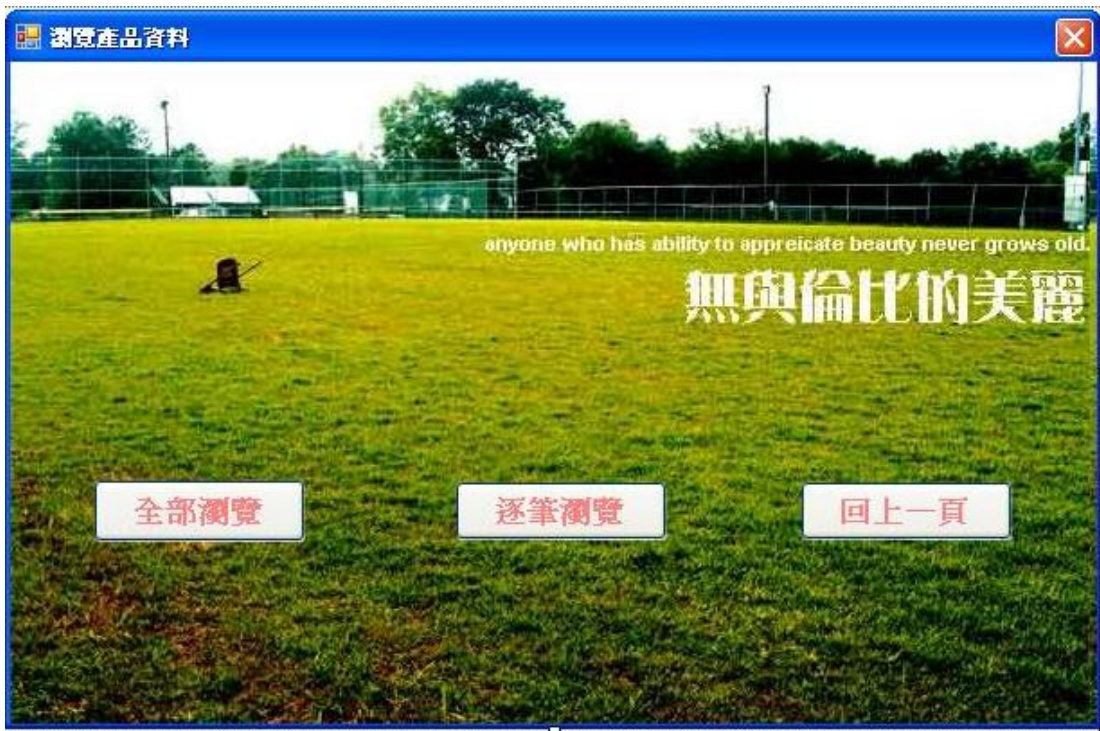 瀏覽產品資料
anyone who has ability to appreicate beauty never grows old.
無與倫比的美麗
全部瀏覽
逐筆瀏覽
回上一頁